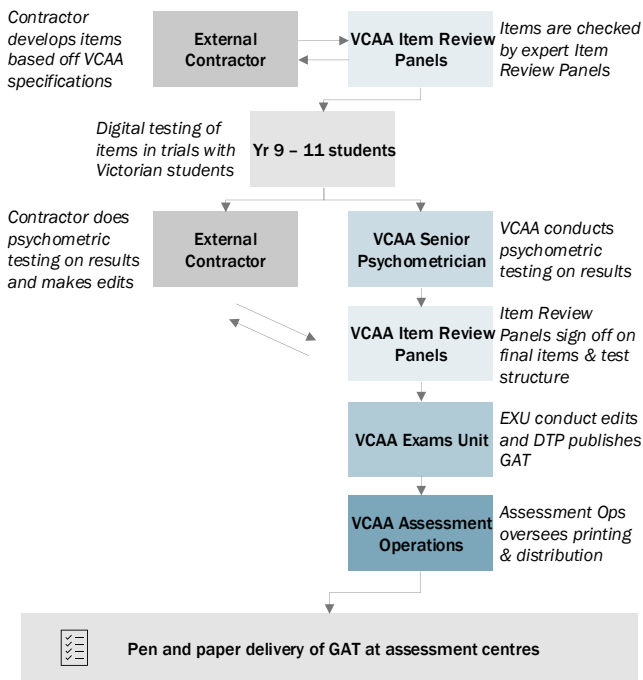 Contractor
develops items
based off VCAA
specifications
External
Contractor
VCAA Item Review
Panels
Items are checked
by expert Item
Review Panels
Digital testing of
items in trials with
Victorian students
Yr 9 – 11 students
Contractor does
psychometric
testing on results
and makes edits
External
Contractor
VCAA Senior
Psychometrician
VCAA conducts
psychometric
testing on results
VCAA Item Review
Panels
Item Review
Panels sign off on
final items & test
structure
VCAA Exams Unit
EXU conduct edits
and DTP publishes
GAT
VCAA Assessment
Operations
Assessment Ops
oversees printing
& distribution
Pen and paper delivery of GAT at assessment centres